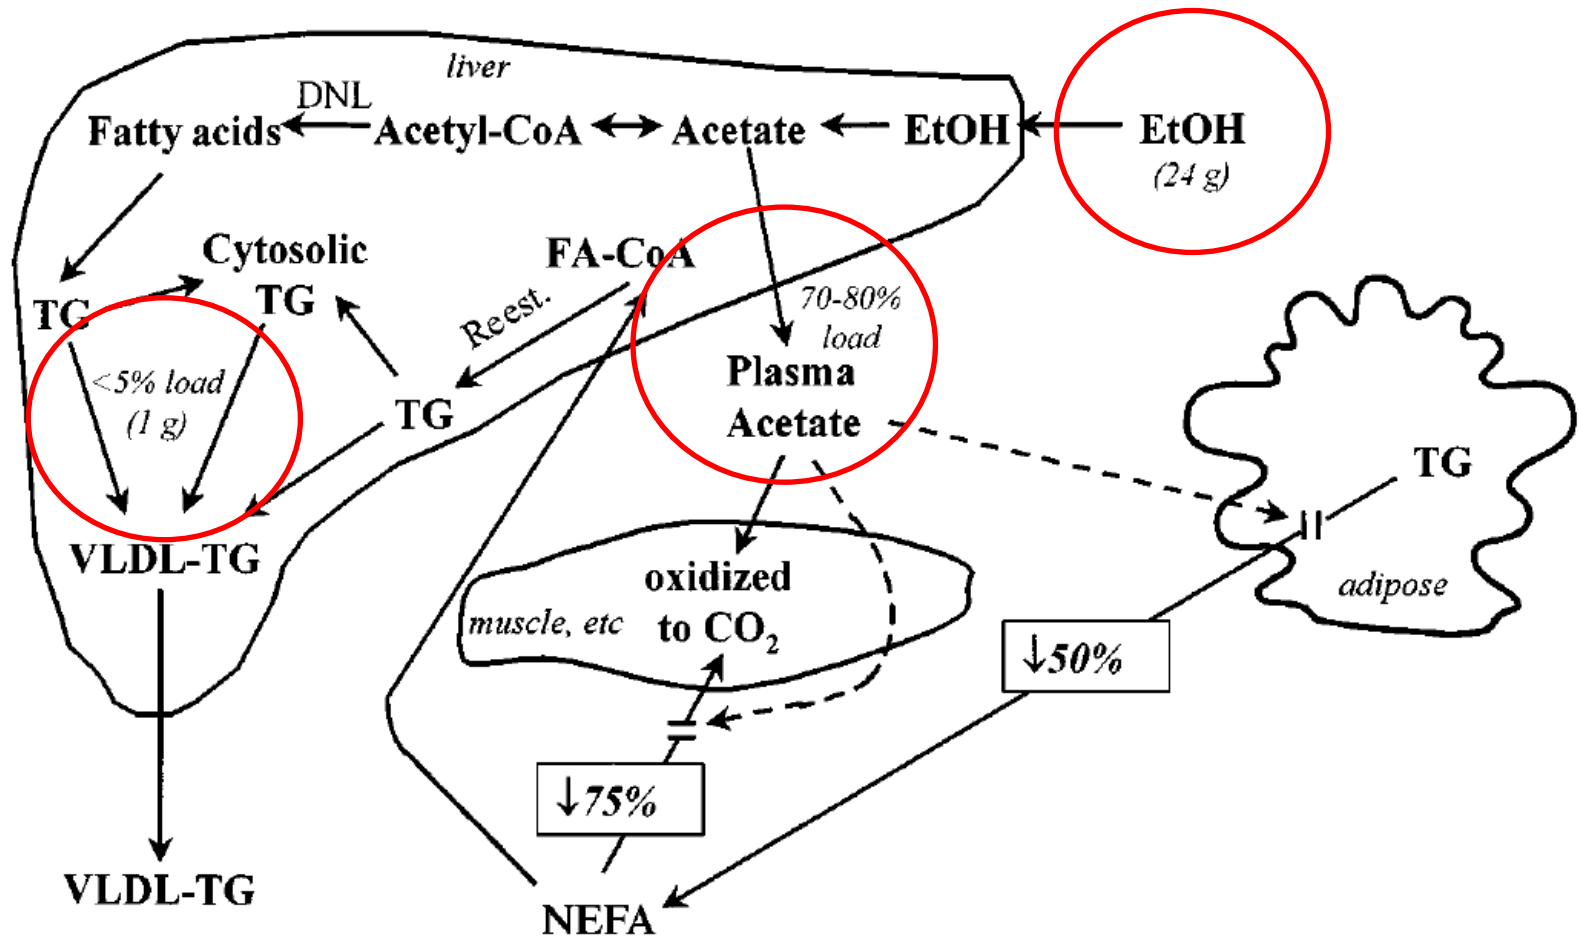 liver
DNL
Fatty acids
Acetyl-CoA
Acetate
EtOH
EtOH
(24 g)
Cytosolic
TG
FA-CoA
TG
Reest.
70-80%
load
<5% load
(1 g)
Plasma
Acetate
TG
TG
VLDL-TG
oxidized
to CO₂
muscle, etc
adipose
↓50%
↓75%
VLDL-TG
NEFA